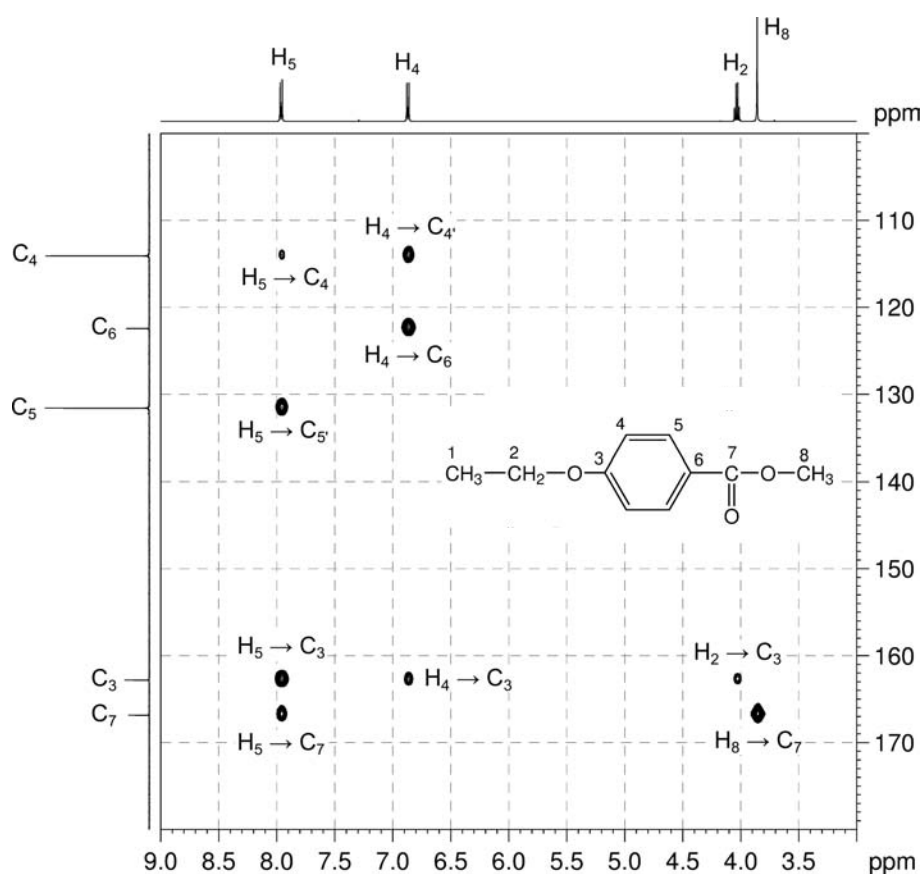 H₈
H₅ H₄ H₂
ppm
H₄ → C₄'
110
C₄
H₅ → C₄
120
C₆
H₄ → C₆
130
C₅
H₅ → C₅'
4 5
1 2 3 6 7 8
CH₃ CH₂ O C O CH₃
140
O
150
H₅ → C₃ H₂ → C₃
160
C₃
H₄ → C₃
C₇
H₅ → C₇ H₈ → C₇
170
9.0 8.5 8.0 7.5 7.0 6.5 6.0 5.5 5.0 4.5 4.0 3.5 ppm